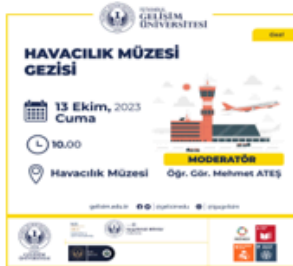 İSTANBUL
GELİŞİM
ÜNİVERSİTESİ
HAVACILIK MÜZESİ
GEZİSİ
13 Ekim, 2023
Cuma
10.00
Havacılık Müzesi
MODERATÖR
Öğr. Gör. Mehmet ATEŞ
gelisim.edu.tr